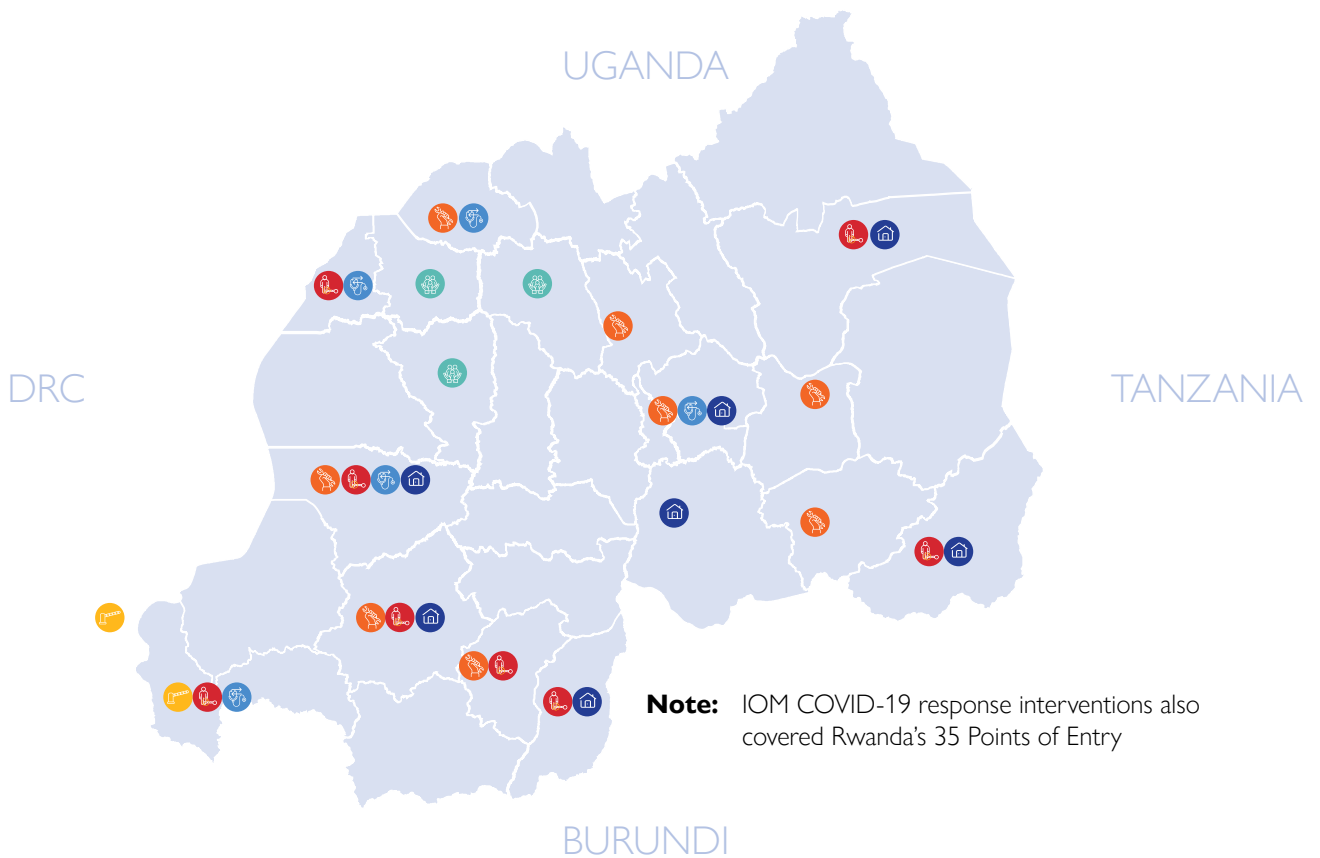 UGANDA
DRC
TANZANIA
Note: IOM COVID-19 response interventions also
covered Rwanda's 35 Points of Entry
BURUNDI